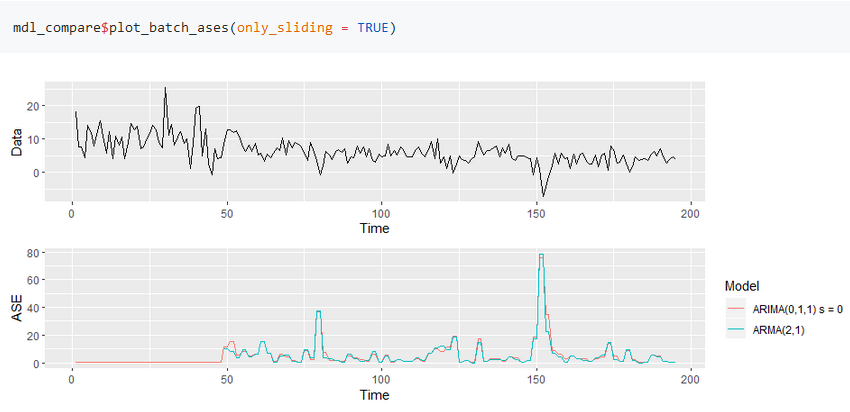 mdl_compare$plot_batch_ases(only_sliding = TRUE)
20
10
0
Data
0
50
100
150
200
Time
80
60
40
20
0
ASE
0
50
100
150
200
Time
Model
ARIMA(0,1,1) s = 0
ARMA(2,1)